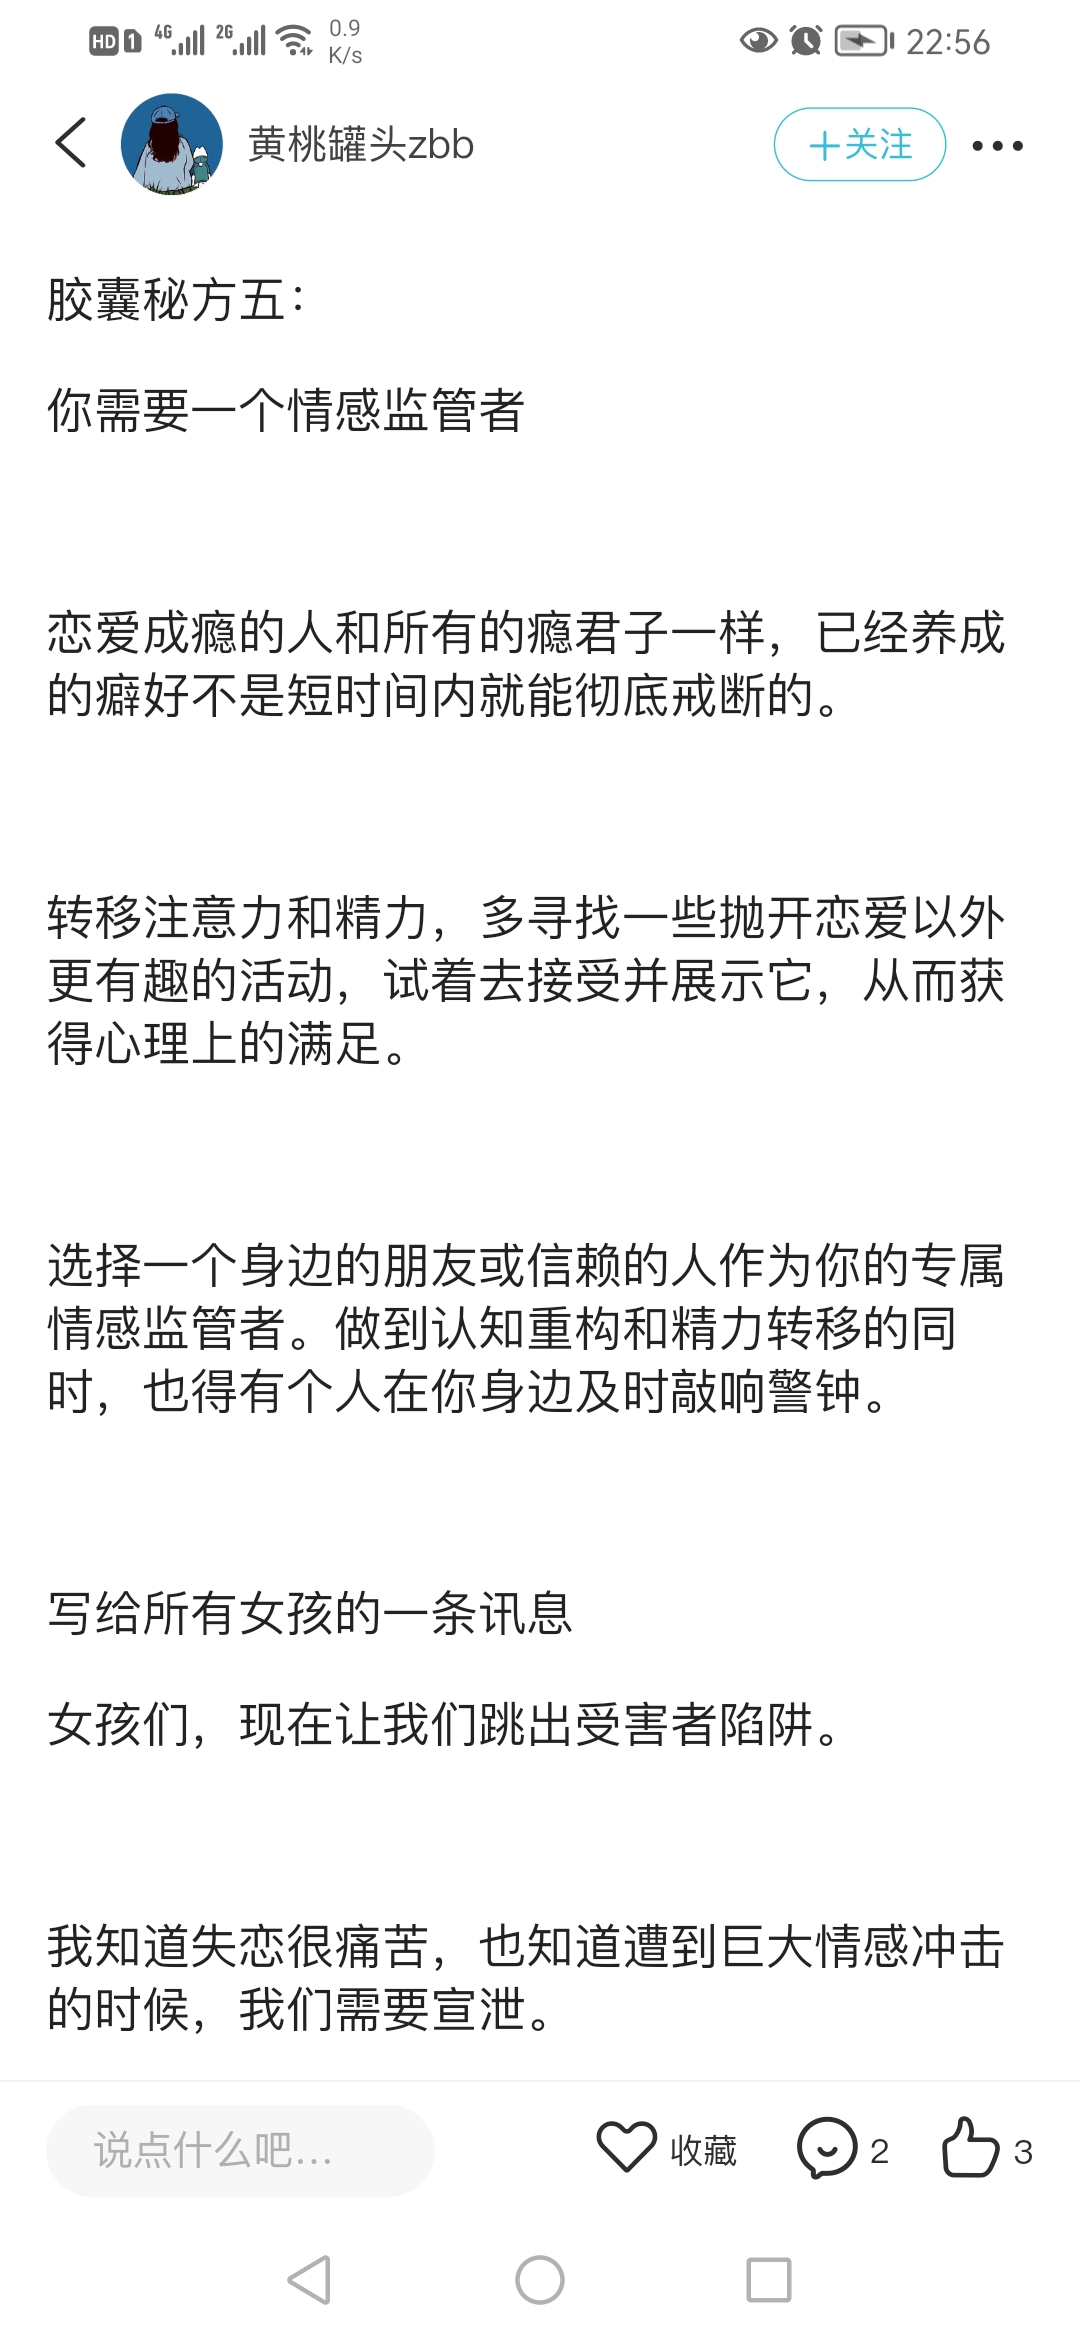 HD 1 4G 2G 0.9 K/s 22:56
黄桃罐头zbb
+关注
胶囊秘方五：
你需要一个情感监管者
恋爱成瘾的人和所有的瘾君子一样，已经养成
的癖好不是短时间内就能彻底戒断的。
转移注意力和精力，多寻找一些抛开恋爱以外
更有趣的活动，试着去接受并展示它，从而获
得心理上的满足。
选择一个身边的朋友或信赖的人作为你的专属
情感监管者。做到认知重构和精力转移的同
时，也得有个人在你身边及时敲响警钟。
写给所有女孩的一条讯息
女孩们，现在让我们跳出受害者陷阱。
我知道失恋很痛苦，也知道遭到巨大情感冲击
的时候，我们需要宣泄。
说点什么吧...
收藏
2
3